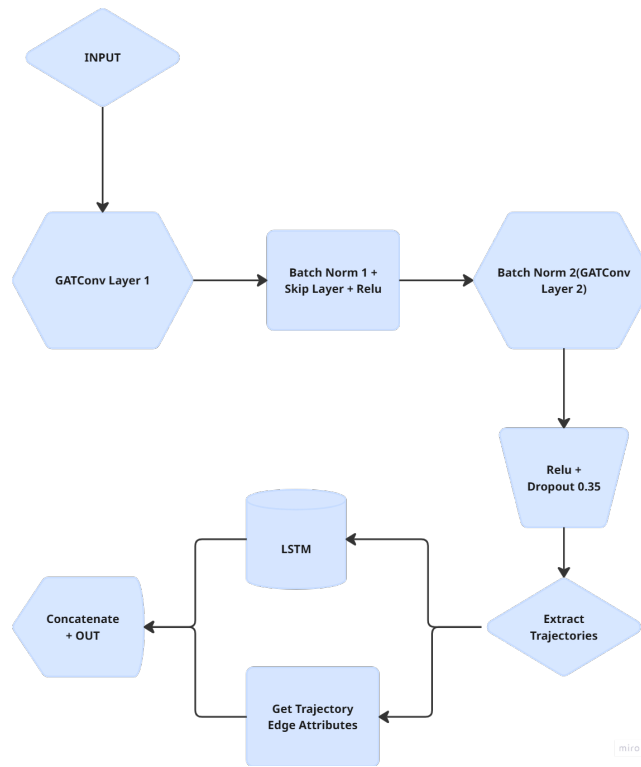 INPUT
GATConv Layer 1
Batch Norm 1 +
Skip Layer + Relu
Batch Norm 2(GATConv
Layer 2)
Relu +
Dropout 0.35
Extract
Trajectories
LSTM
Get Trajectory
Edge Attributes
Concatenate
+ OUT
miro